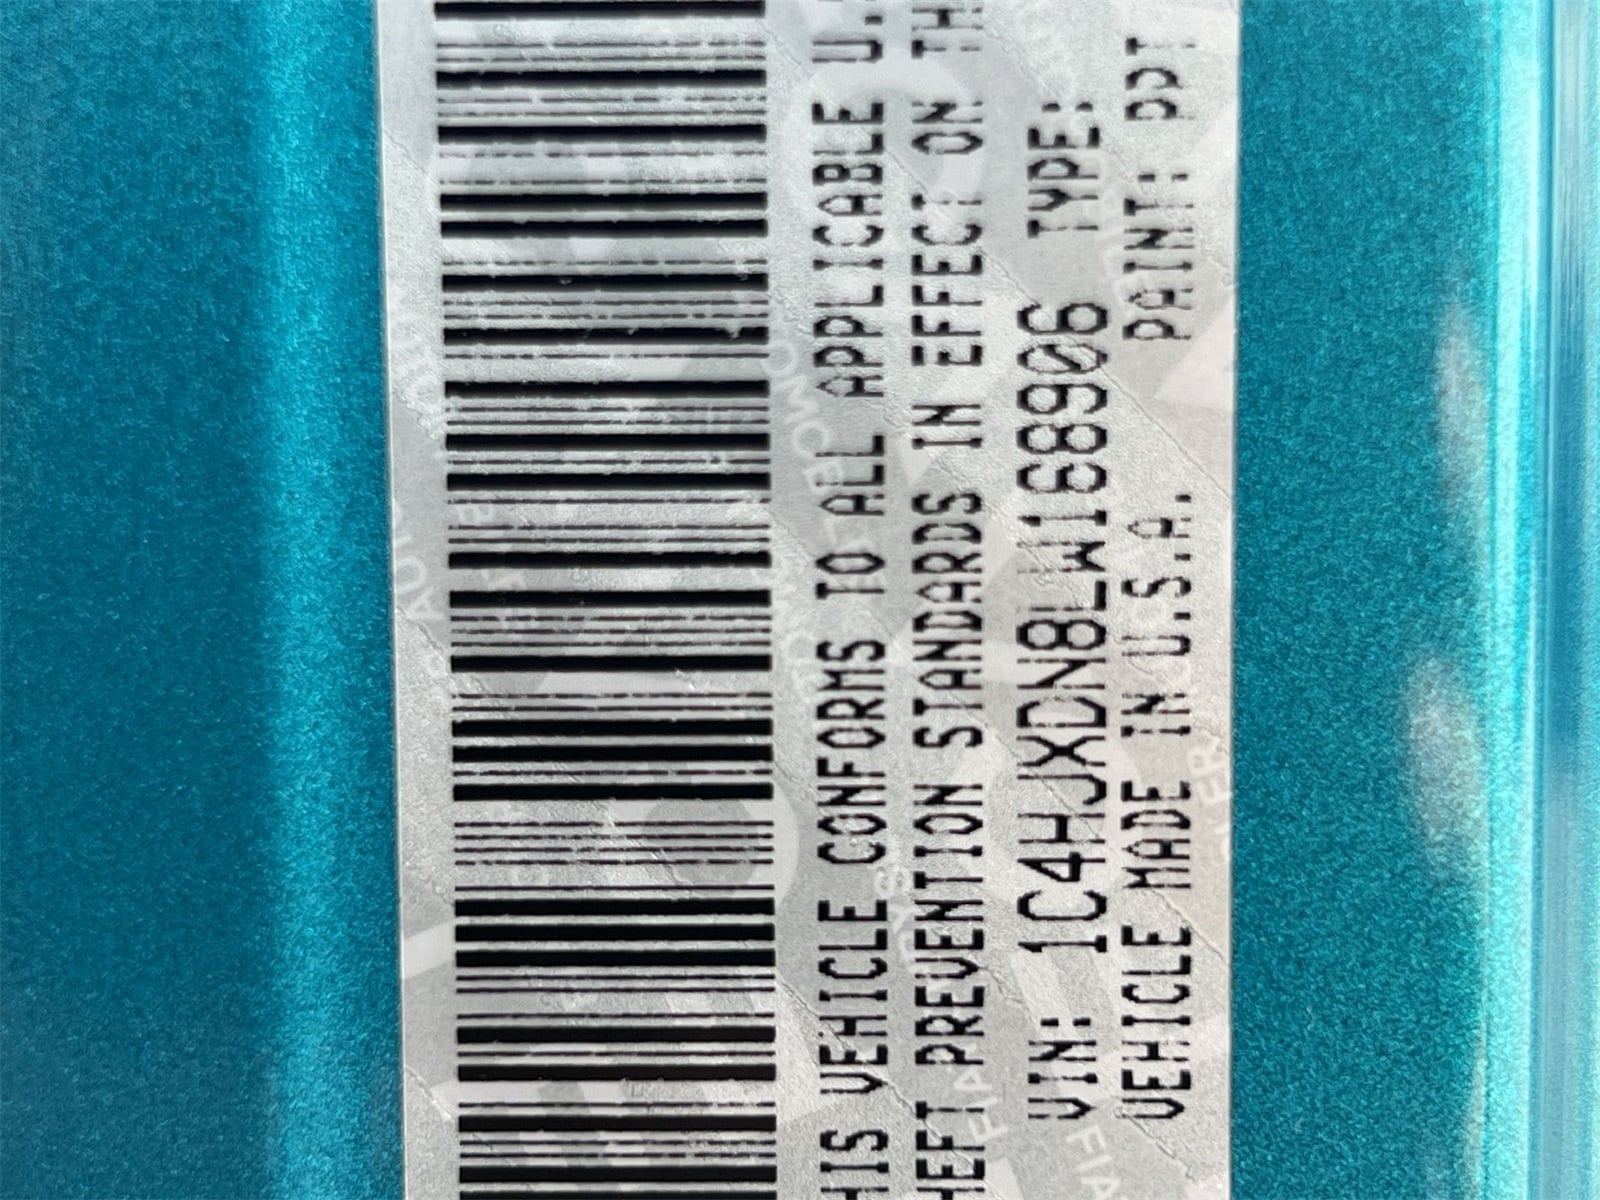 HIS VEHICLE CONFORMS TO ALL APPLICABLE U.
HEFT PREVENTION STANDARDS IN EFFECT ON TH
VIN: 1C4HJXDN8LW168906 TYPE:
VEHICLE MADE IN U.S.A. PAINT: